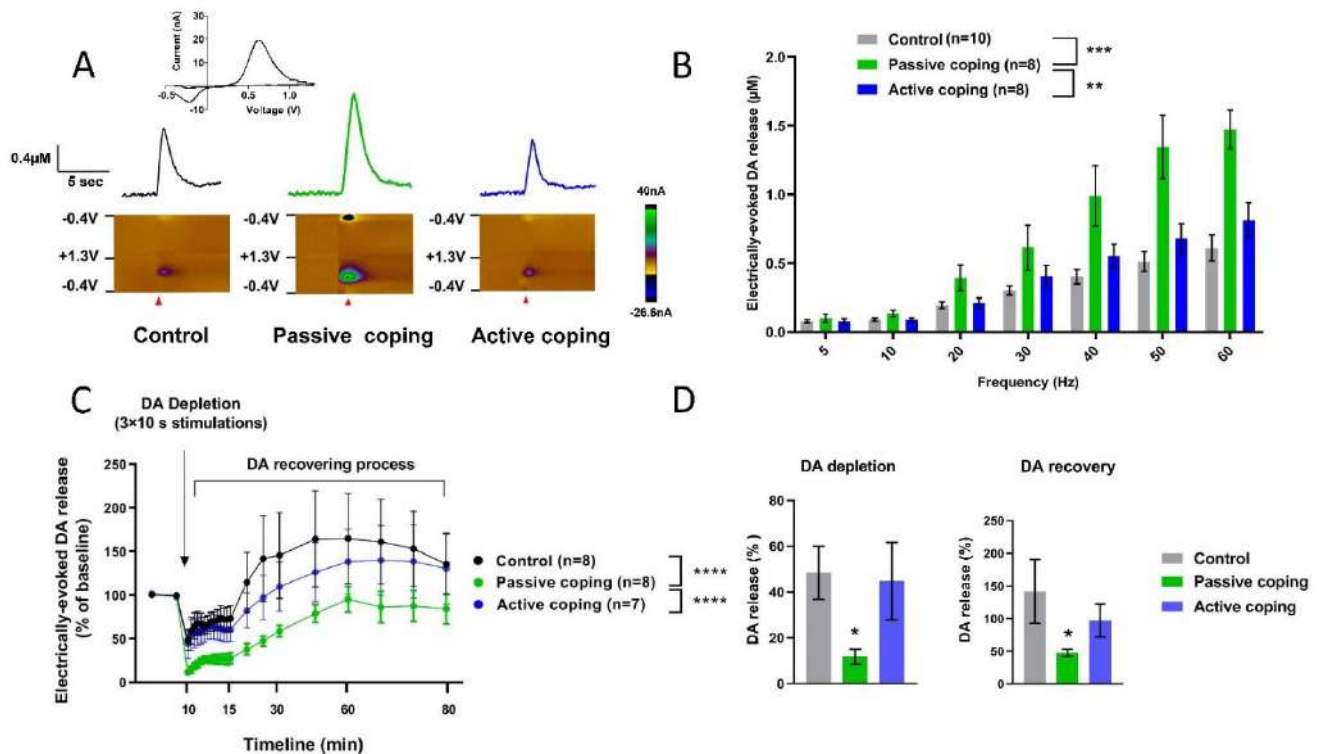 A
Current (nA)
30
20
10
-10
-0.5
0.5
1.0
Voltage (V)
0.4µM
5 sec
-0.4V
+1.3V
-0.4V
-0.4V
+1.3V
-0.4V
-0.4V
+1.3V
-0.4V
40nA
-26.6nA
Control
Passive coping
Active coping
B
Control (n=10)
Passive coping (n=8)
Active coping (n=8)
***
**
Electrically-evoked DA release (µM)
2.0
1.5
1.0
0.5
0.0
5
10
20
30
40
50
60
Frequency (Hz)
C
DA Depletion
(3×10 s stimulations)
DA recovering process
Electrically-evoked DA release
(% of baseline)
250
200
150
100
50
0
10
15
30
60
80
Timeline (min)
Control (n=8)
Passive coping (n=8)
Active coping (n=7)
****
****
D
DA depletion
DA release (%)
80
60
40
20
0
*
DA recovery
DA release (%)
250
200
150
100
50
0
*
Control
Passive coping
Active coping